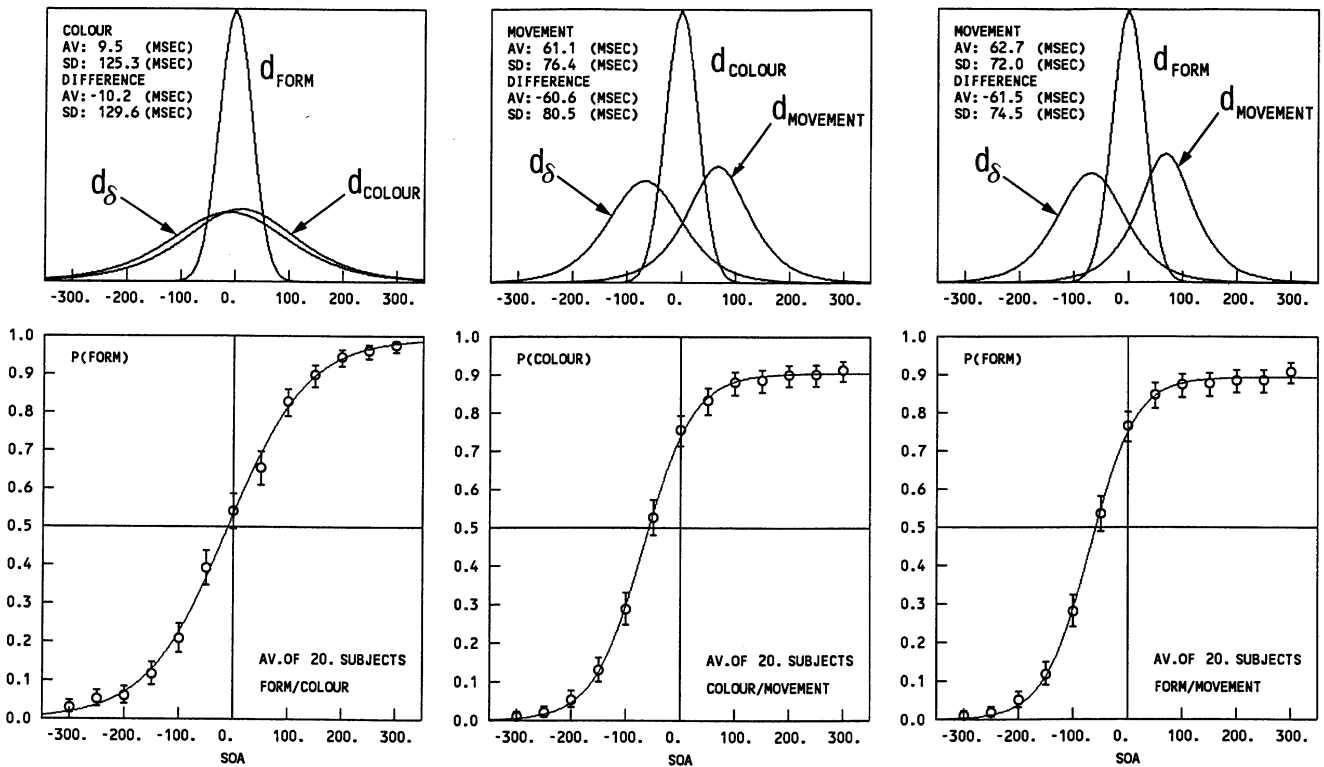 COLOUR
AV: 9.5 (MSEC)
SD: 125.3 (MSEC)
DIFFERENCE
AV:-10.2 (MSEC)
SD: 129.6 (MSEC)
dFORM
dδ
dCOLOUR
-300. -200. -100. 0. 100. 200. 300.
MOVEMENT
AV: 61.1 (MSEC)
SD: 76.4 (MSEC)
DIFFERENCE
AV:-60.6 (MSEC)
SD: 80.5 (MSEC)
dCOLOUR
dMOVEMENT
dδ
-300. -200. -100. 0. 100. 200. 300.
MOVEMENT
AV: 62.7 (MSEC)
SD: 72.0 (MSEC)
DIFFERENCE
AV:-61.5 (MSEC)
SD: 74.5 (MSEC)
dFORM
dMOVEMENT
dδ
-300. -200. -100. 0. 100. 200. 300.
P(FORM)
1.0
0.9
0.8
0.7
0.6
0.5
0.4
0.3
0.2
0.1
0.0
AV.OF 20. SUBJECTS
FORM/COLOUR
-300. -200. -100. 0. 100. 200. 300.
SOA
P(COLOUR)
1.0
0.9
0.8
0.7
0.6
0.5
0.4
0.3
0.2
0.1
0.0
AV.OF 20. SUBJECTS
COLOUR/MOVEMENT
-300. -200. -100. 0. 100. 200. 300.
SOA
P(FORM)
1.0
0.9
0.8
0.7
0.6
0.5
0.4
0.3
0.2
0.1
0.0
AV.OF 20. SUBJECTS
FORM/MOVEMENT
-300. -200. -100. 0. 100. 200. 300.
SOA